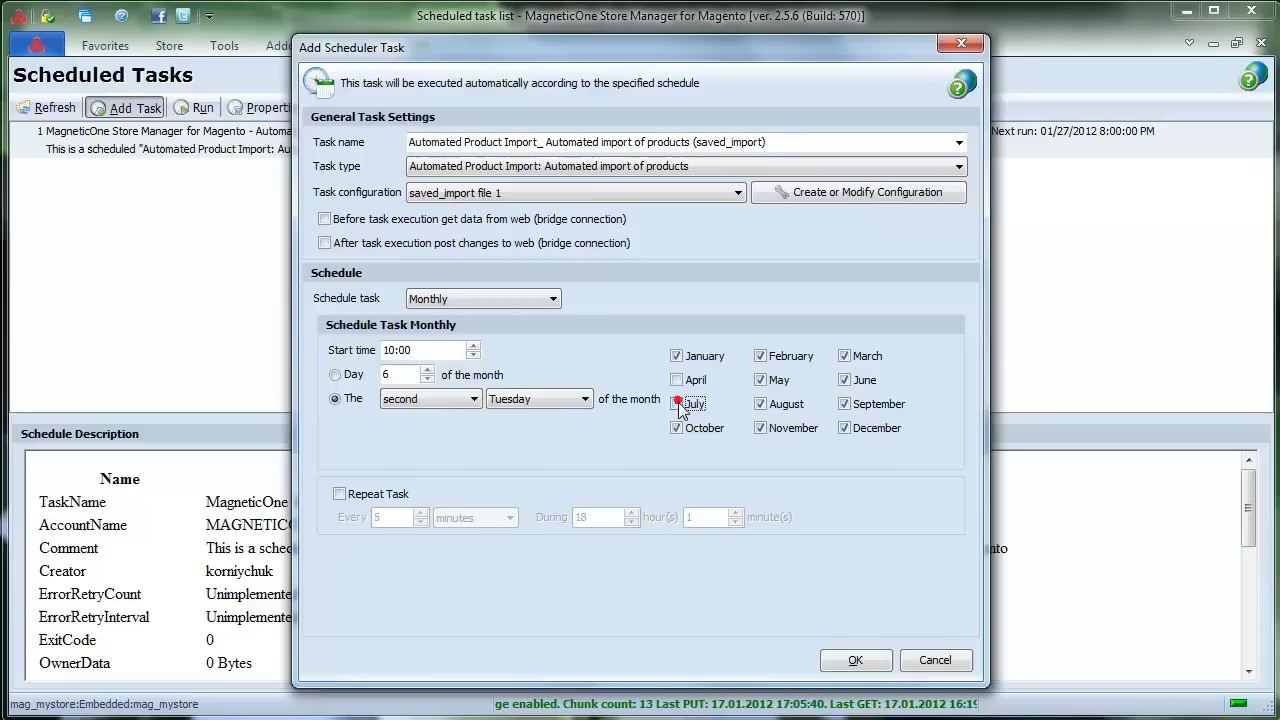 Scheduled task list - MagneticOne Store Manager for Magento [ver. 2.5.6 (Build: 570)]
Favorites Store Tools
Add Scheduler Task
Scheduled Tasks
This task will be executed automatically according to the specified schedule
Refresh Add Task Run
General Task Settings
1 MagneticOne Store Manager for Magento -
Next run: 01/27/2012 8:00:00 PM
This is a scheduled "Automated Product Import:
Task name Automated Product Import_ Automated import of products (saved_import)
Task type Automated Product Import: Automated import of products
Task configuration saved_import file 1 Create or Modify Configuration
Before task execution get data from web (bridge connection)
After task execution post changes to web (bridge connection)
Schedule
Schedule task Monthly
Schedule Task Monthly
Start time 10:00
Day 6 of the month
The second Tuesday of the month
January February March
April May June
July August September
October November December
Repeat Task
Every 5 minutes During 18 hour(s) 1 minute(s)
OK Cancel
Schedule Description
Name
TaskName
AccountName
Comment This is a
Creator korniychuk
ErrorRetryCount
ErrorRetryInterval
ExitCode 0
OwnerData 0 Bytes
mag_mystore:Embedded:mag_mystore
enabled. Chunk count: 13 Last PUT: 17.01.2012 17:05:40. Last GET: 17.01.2012